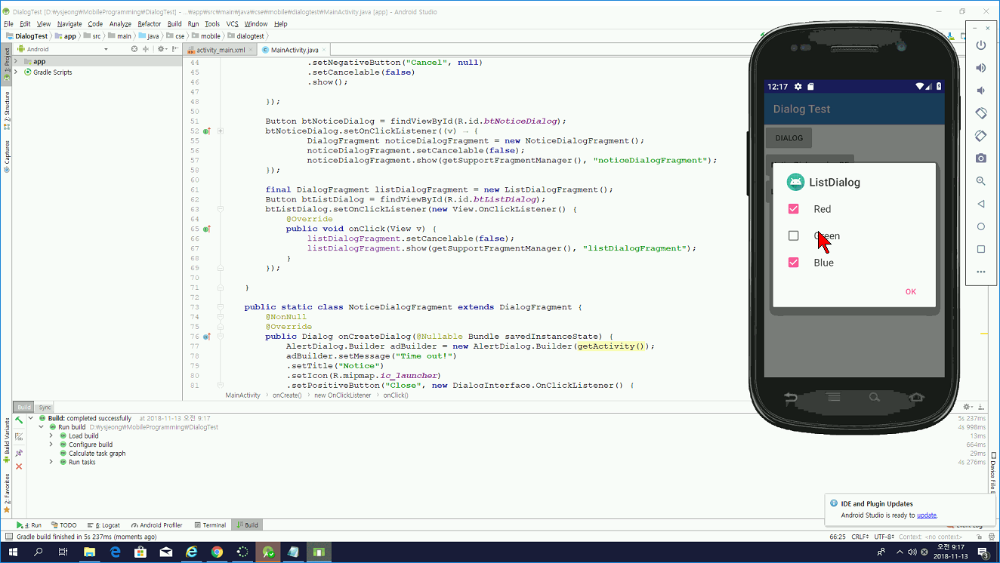 DialogTest [D:\ysjeong\MobileProgramming\DialogTest] - ...\app\src\main\java\cse\mobile\dialogtest\MainActivity.java [app] - Android Studio
File Edit View Navigate Code Analyze Refactor Build Run Tools VCS Window Help
DialogTest app src main java cse mobile dialogtest
Android
activity_main.xml MainActivity.java
1: Project
Z: Structure
Captures
Build Variants
2: Favorites
app
Gradle Scripts
44 .setNegativeButton("Cancel", null)
45 .setCancelable(false)
46 .show();
47
48 });
50
51 Button btNoticeDialog = findViewById(R.id.btNoticeDialog);
52 btNoticeDialog.setOnClickListener((v) → {
55 DialogFragment noticeDialogFragment = new NoticeDialogFragment();
56 noticeDialogFragment.setCancelable(false);
57 noticeDialogFragment.show(getSupportFragmentManager(), "noticeDialogFragment");
58 });
60
61 final DialogFragment listDialogFragment = new ListDialogFragment();
62 Button btListDialog = findViewById(R.id.btListDialog);
63 btListDialog.setOnClickListener(new View.OnClickListener() {
64 @Override
65 public void onClick(View v) {
66 listDialogFragment.setCancelable(false);
67 listDialogFragment.show(getSupportFragmentManager(), "listDialogFragment");
68 }
69 });
70
71 }
72
73 public static class NoticeDialogFragment extends DialogFragment {
74 @NonNull
75 @Override
76 public Dialog onCreateDialog(@Nullable Bundle savedInstanceState) {
77 AlertDialog.Builder adBuilder = new AlertDialog.Builder(getActivity());
78 adBuilder.setMessage("Time out!")
79 .setTitle("Notice")
80 .setIcon(R.mipmap.ic_launcher)
81 .setPositiveButton("Close", new DialogInterface.OnClickListener() {
MainActivity onCreate() new OnClickListener onClick()
12:17
Dialog Test
DIALOG
ListDialog
Red
Green
Blue
OK
Build Sync
Build: completed successfully at 2018-11-13 오전 9:17 5s 237ms
Run build D:\ysjeong\MobileProgramming\DialogTest 4s 998ms
Load build 13ms
Configure build 664ms
Calculate task graph 29ms
Run tasks 4s 276ms
Device File
IDE and Plugin Updates
Android Studio is ready to update.
4: Run TODO 6: Logcat Android Profiler Terminal Build Event Log
Gradle build finished in 5s 237ms (moments ago) 66:25 CRLF UTF-8 Context: <no context>
오전 9:17
2018-11-13
3